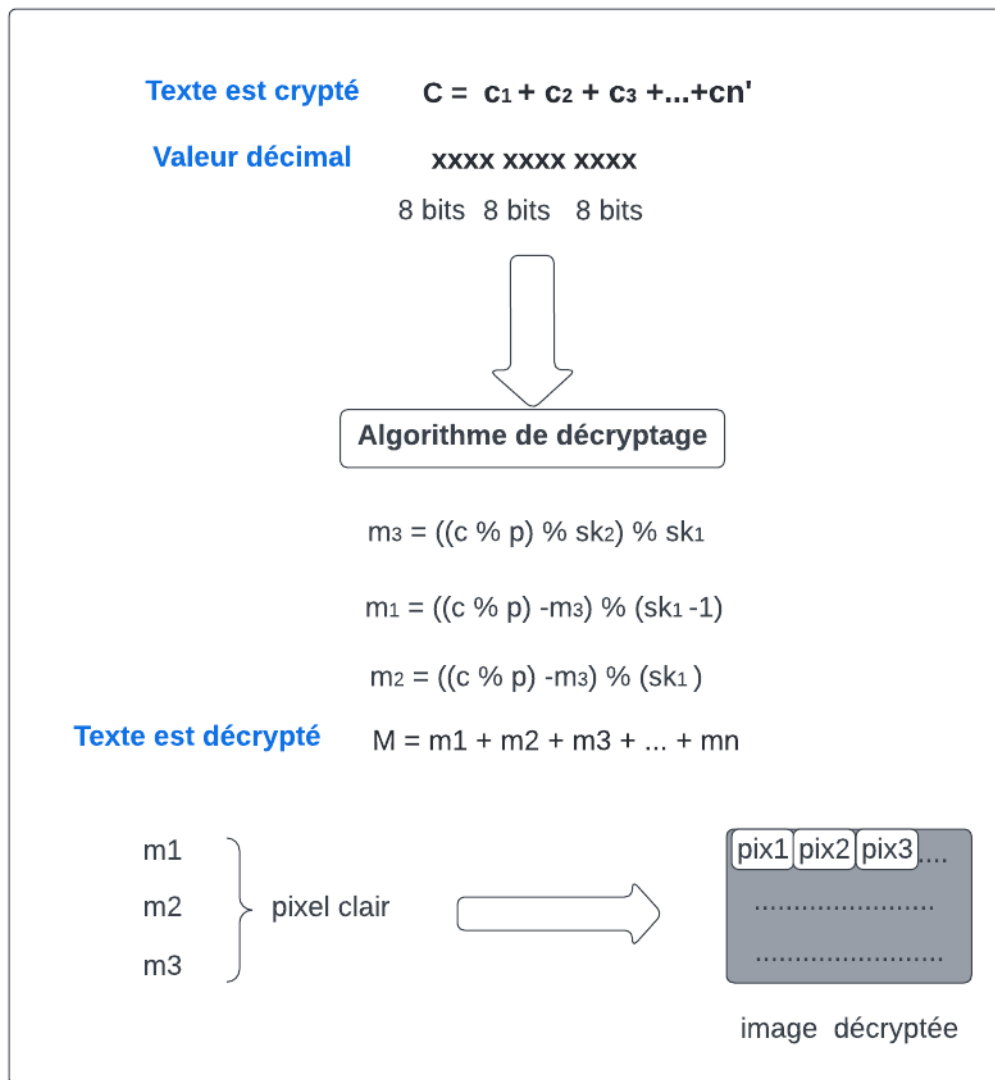 Texte est crypté C = c1 + c2 + c3 +...+cn'
Valeur décimal xxxx xxxx xxxx
8 bits 8 bits 8 bits
Algorithme de décryptage
m3 = ((c % p) % sk2) % sk1
m1 = ((c % p) -m3) % (sk1 -1)
m2 = ((c % p) -m3) % (sk1 )
Texte est décrypté M = m1 + m2 + m3 + ... + mn
m1
m2
m3
pixel clair
pix1 pix2 pix3 ....
.......................
........................
image décryptée